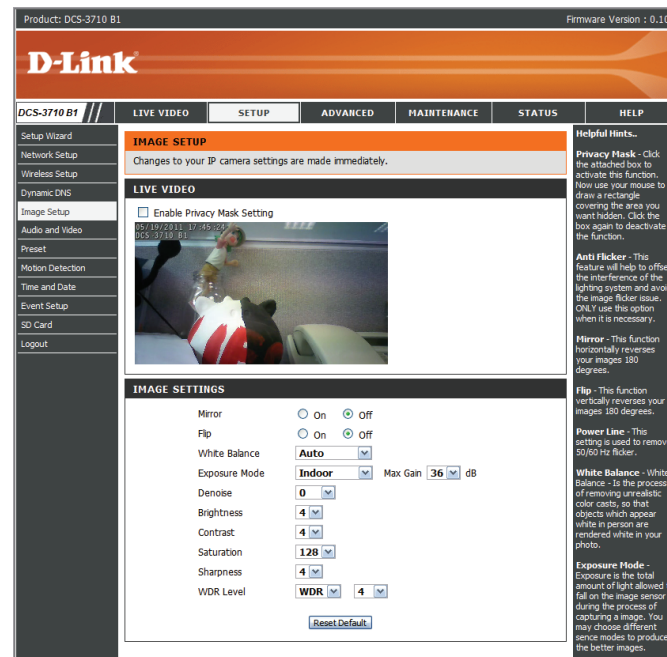 Product: DCS-3710 B1
Firmware Version : 0.10
D-Link
DCS-3710 B1
LIVE VIDEO
SETUP
ADVANCED
MAINTENANCE
STATUS
HELP
Setup Wizard
Network Setup
Wireless Setup
Dynamic DNS
Image Setup
Audio and Video
Preset
Motion Detection
Time and Date
Event Setup
SD Card
Logout
IMAGE SETUP
Changes to your IP camera settings are made immediately.
LIVE VIDEO
Enable Privacy Mask Setting
05/19/2011 17:45:24
DCS-3710 B1
IMAGE SETTINGS
Mirror On Off
Flip On Off
White Balance Auto
Exposure Mode Indoor Max Gain 36 dB
Denoise 0
Brightness 4
Contrast 4
Saturation 128
Sharpness 4
WDR Level WDR 4
Reset Default
Helpful Hints..
Privacy Mask - Click
the attached box to
activate this function.
Now use your mouse to
draw a rectangle
covering the area you
want hidden. Click the
box again to deactivate
the function.
Anti Flicker - This
feature will help to offse
the interference of the
lighting system and avoi
the image flicker issue.
ONLY use this option
when it is necessary.
Mirror - This function
horizontally reverses
your images 180
degrees.
Flip - This function
vertically reverses your
images 180 degrees.
Power Line - This
setting is used to remov
50/60 Hz flicker.
White Balance - White
Balance - Is the process
of removing unrealistic
color casts, so that
objects which appear
white in person are
rendered white in your
photo.
Exposure Mode -
Exposure is the total
amount of light allowed
fall on the image sensor
during the process of
capturing a image. You
may choose different
sence modes to produce
the better images.